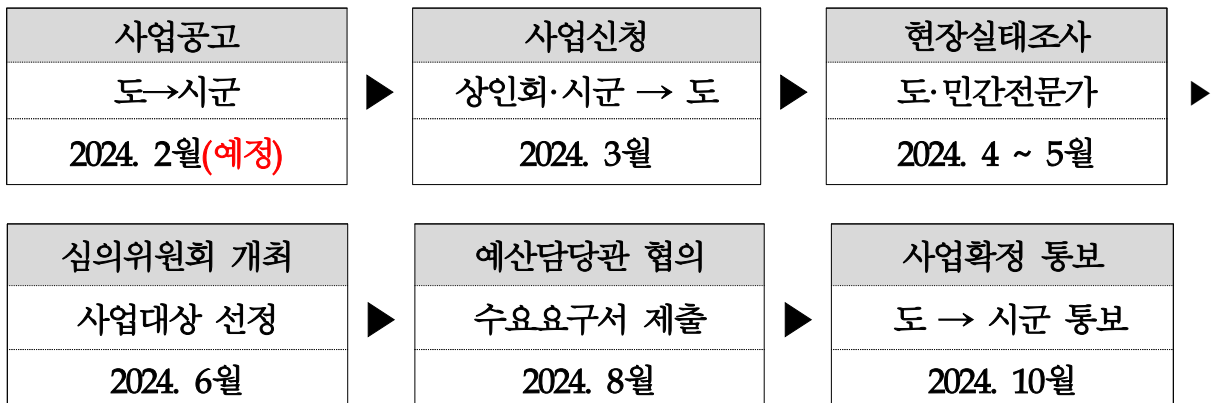 사업공고
도→시군
2024. 2월(예정)
▶
사업신청
상인회·시군 → 도
2024. 3월
▶
현장실태조사
도·민간전문가
2024. 4 ~ 5월
▶
심의위원회 개최
사업대상 선정
2024. 6월
▶
예산담당관 협의
수요요구서 제출
2024. 8월
▶
사업확정 통보
도 → 시군 통보
2024. 10월